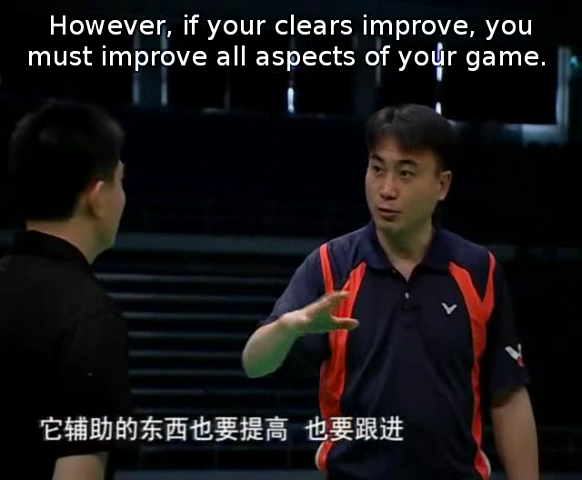 However, if your clears improve, you
must improve all aspects of your game.
它辅助的东西也要提高 也要跟进